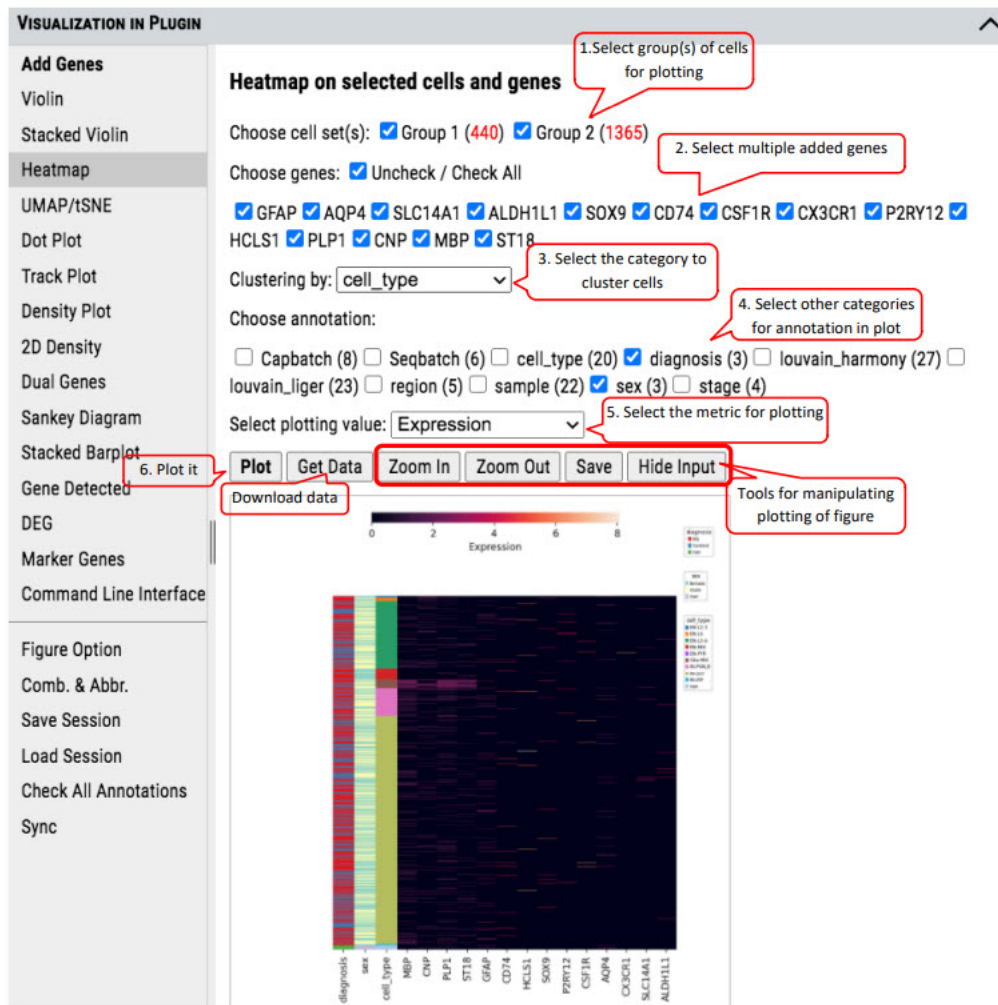 VISUALIZATION IN PLUGIN
Add Genes
Violin
Stacked Violin
Heatmap
UMAP/tSNE
Dot Plot
Track Plot
Density Plot
2D Density
Dual Genes
Sankey Diagram
Stacked Barplot
Gene Detected
DEG
Marker Genes
Command Line Interface
Figure Option
Comb. & Abbr.
Save Session
Load Session
Check All Annotations
Sync
1.Select group(s) of cells
for plotting
Heatmap on selected cells and genes
Choose cell set(s): Group 1 (440) Group 2 (1365)
2. Select multiple added genes
Choose genes: Uncheck / Check All
GFAP AQP4 SLC14A1 ALDH1L1 SOX9 CD74 CSF1R CX3CR1 P2RY12
HCLS1 PLP1 CNP MBP ST18
3. Select the category to
cluster cells
Clustering by: cell_type
4. Select other categories
for annotation in plot
Choose annotation:
Capbatch (8) Seqbatch (6) cell_type (20) diagnosis (3) louvain_harmony (27)
louvain_liger (23) region (5) sample (22) sex (3) stage (4)
5. Select the metric for plotting
Select plotting value: Expression
6. Plot it
Plot Get Data Zoom In Zoom Out Save Hide Input
Download data
Tools for manipulating
plotting of figure
0 2 4 6 8
Expression
diagnosis
MS
Control
sex
female
male
cell_type
diagnosis
sex
cell_type
MBP
CNP
PLP1
ST18
GFAP
CD74
HCLS1
SOX9
P2RY12
CSF1R
AQP4
CX3CR1
SLC14A1
ALDH1L1